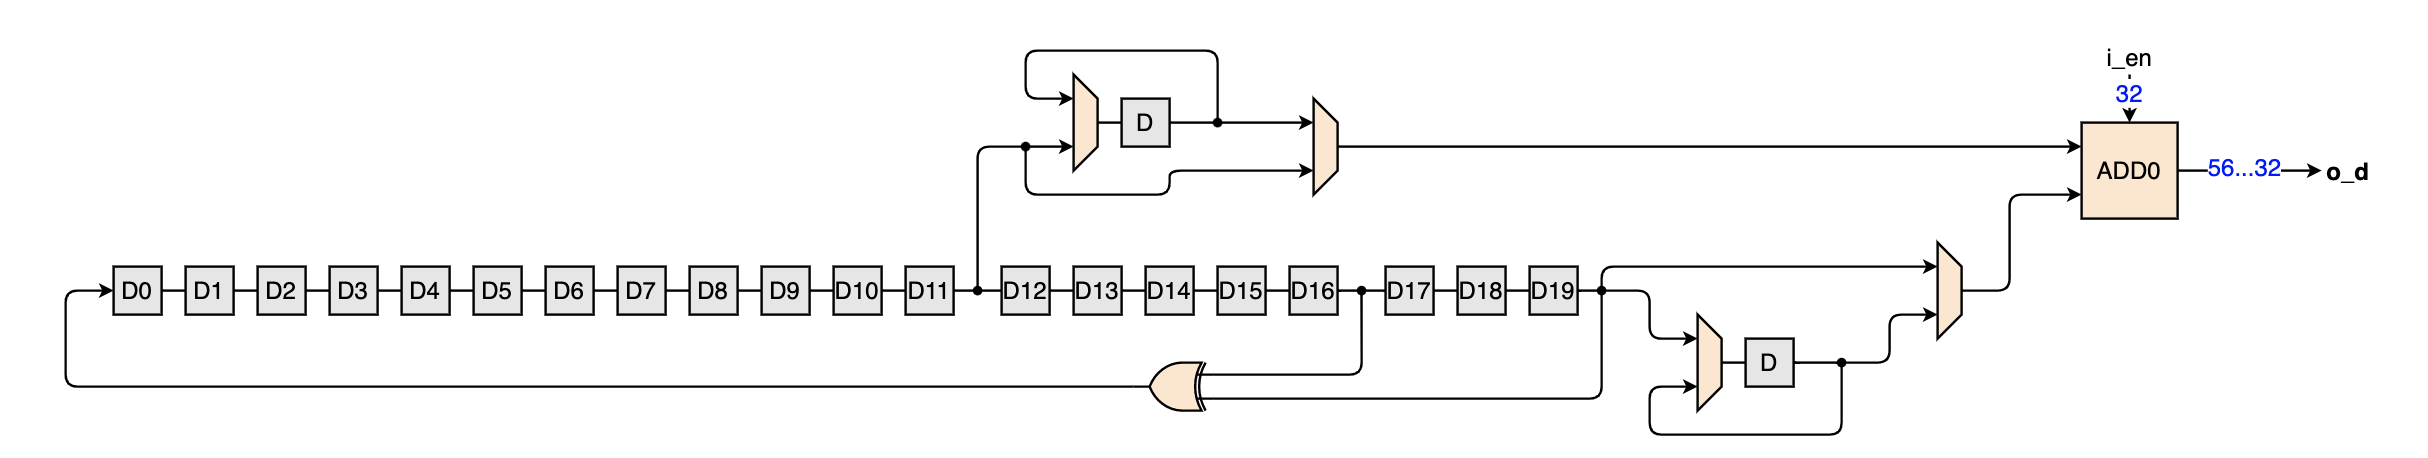 i_en
32
D
ADD0
56...32
o_d
D0 D1 D2 D3 D4 D5 D6 D7 D8 D9 D10 D11 D12 D13 D14 D15 D16 D17 D18 D19
D